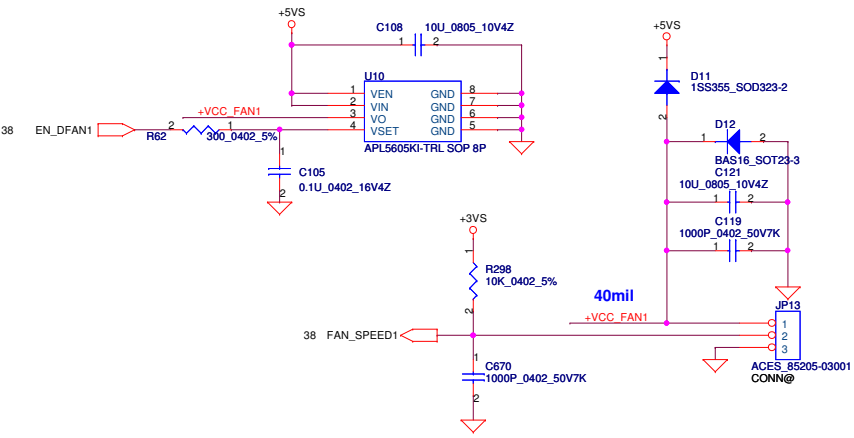 +5VS
C108 10U_0805_10V4Z
1 2
U10
1 VEN GND 8
2 VIN GND 7
3 VO GND 6
4 VSET GND 5
APL5605KI-TRL SOP 8P
+VCC_FAN1
38 EN_DFAN1
2 1
R62 300_0402_5%
1
C105
0.1U_0402_16V4Z
2
+5VS
1
D11
1SS355_SOD323-2
2
D12
1 2
BAS16_SOT23-3
C121
10U_0805_10V4Z
1 2
C119
1000P_0402_50V7K
1 2
+3VS
1
R298
10K_0402_5%
2
40mil
+VCC_FAN1
38 FAN_SPEED1
1
C670
1000P_0402_50V7K
2
JP13
1
2
3
ACES_85205-03001
CONN@